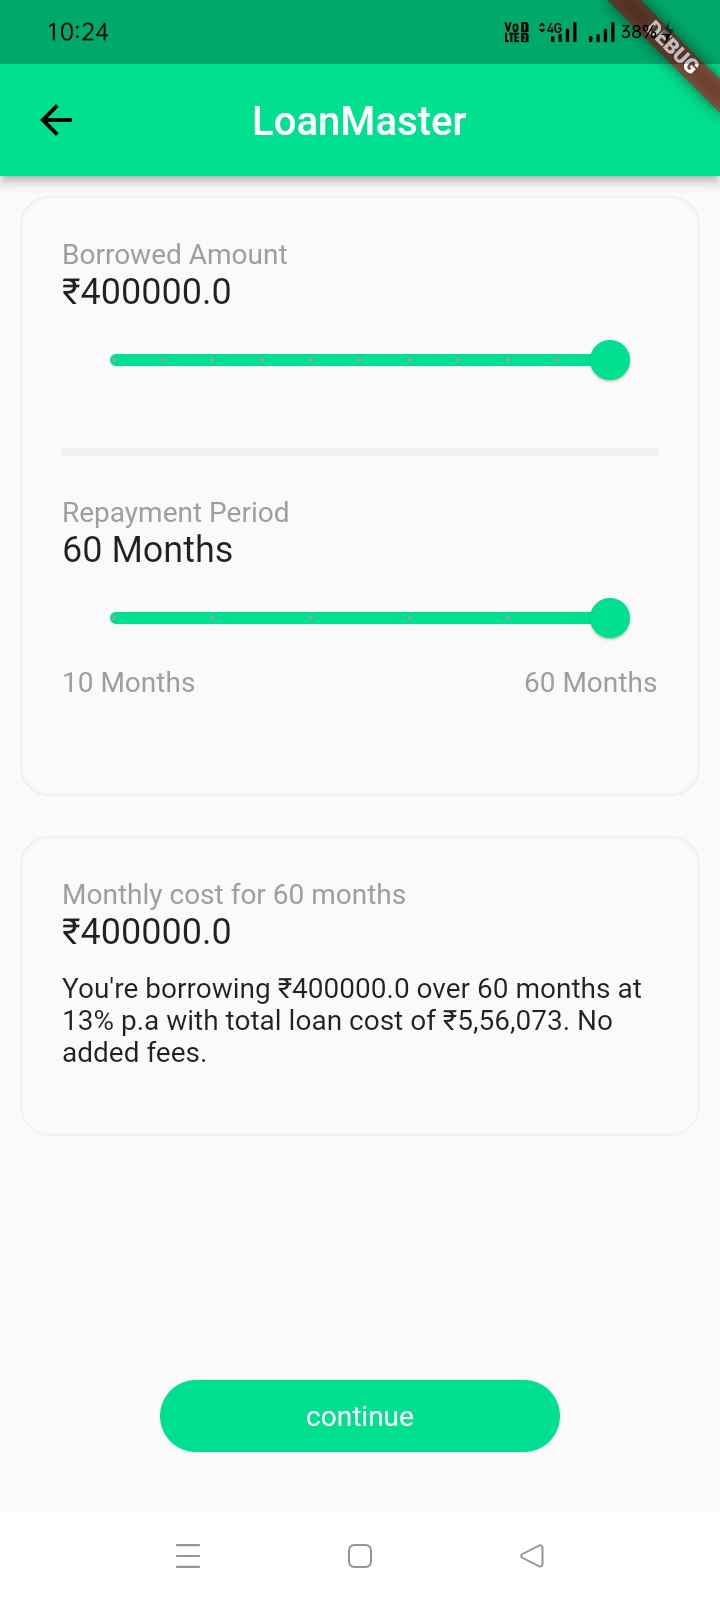 10:24
Vo D
LTE 2
4G
38%
DEBUG
LoanMaster
Borrowed Amount
₹400000.0
Repayment Period
60 Months
10 Months 60 Months
Monthly cost for 60 months
₹400000.0
You're borrowing ₹400000.0 over 60 months at
13% p.a with total loan cost of ₹5,56,073. No
added fees.
continue